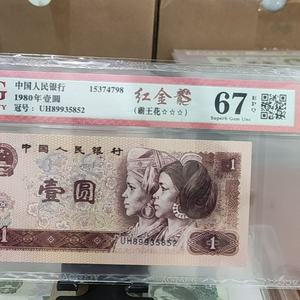 G
中国人民银行 15374798
1980年壹圆
冠号：UH89935852
红金龙
(霸王花☆☆☆)
67 EPQ
Superb Gem Unc
中国人民银行
壹圆
1
UH89935852
1